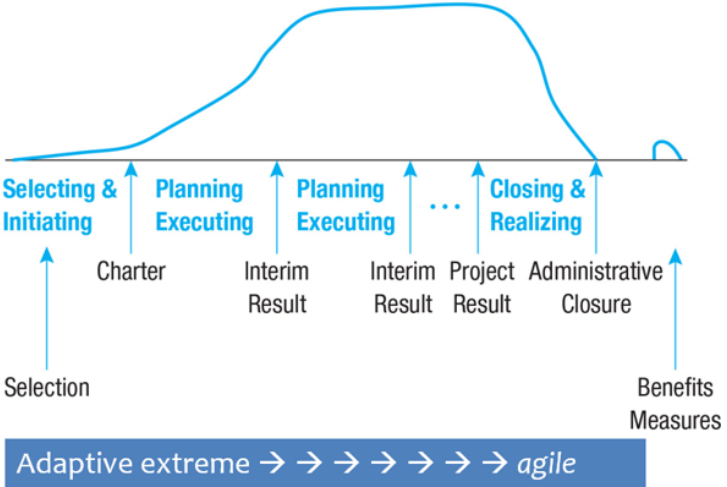 Selecting &
Initiating
Planning
Executing
Planning
Executing
...
Closing &
Realizing
Charter
Interim
Result
Interim
Result
Project
Result
Administrative
Closure
Selection
Benefits
Measures
Adaptive extreme → → → → → → → agile